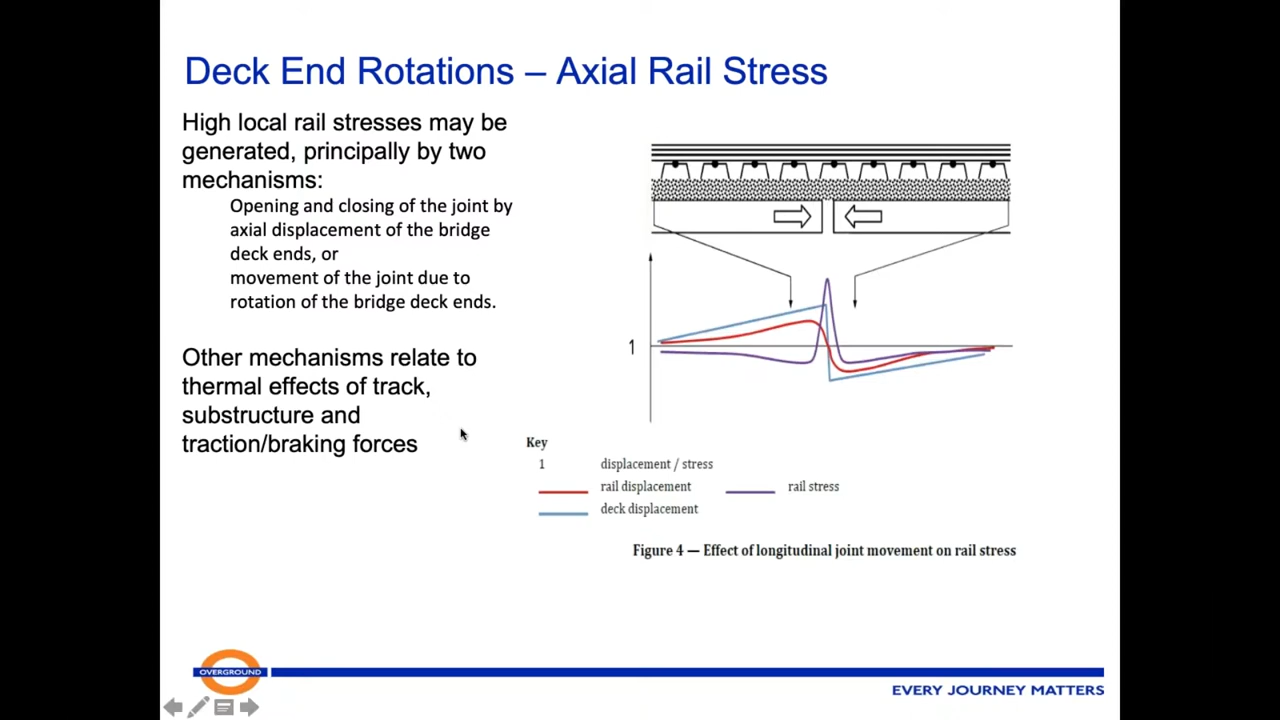 Deck End Rotations – Axial Rail Stress
High local rail stresses may be
generated, principally by two
mechanisms:
Opening and closing of the joint by
axial displacement of the bridge
deck ends, or
movement of the joint due to
rotation of the bridge deck ends.
Other mechanisms relate to
thermal effects of track,
substructure and
traction/braking forces
1
Key
1 displacement / stress
rail displacement rail stress
deck displacement
Figure 4 — Effect of longitudinal joint movement on rail stress
OVERGROUND
EVERY JOURNEY MATTERS